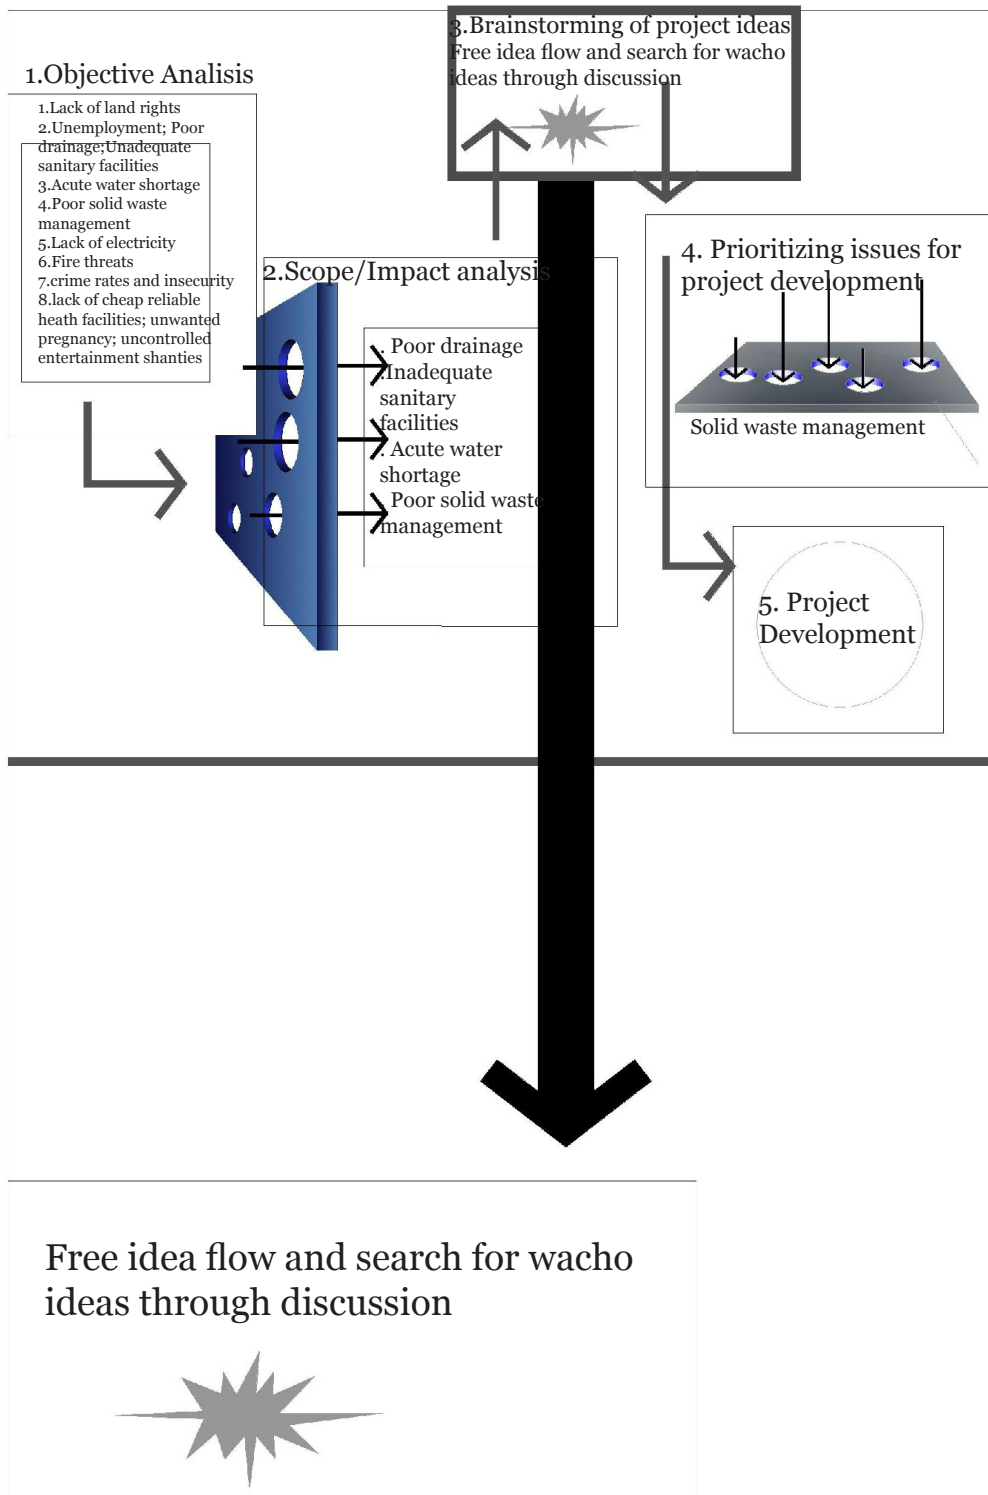 1.Objective Analisis
1.Lack of land rights
2.Unemployment; Poor
drainage;Unadequate
sanitary facilities
3.Acute water shortage
4.Poor solid waste
management
5.Lack of electricity
6.Fire threats
7.crime rates and insecurity
8.lack of cheap reliable
heath facilities; unwanted
pregnancy; uncontrolled
entertainment shanties
2.Scope/Impact analysis
. Poor drainage
.Inadequate
sanitary
facilities
. Acute water
shortage
. Poor solid waste
management
3.Brainstorming of project ideas
Free idea flow and search for wacho
ideas through discussion
4. Prioritizing issues for
project development
Solid waste management
5. Project
Development
Free idea flow and search for wacho
ideas through discussion